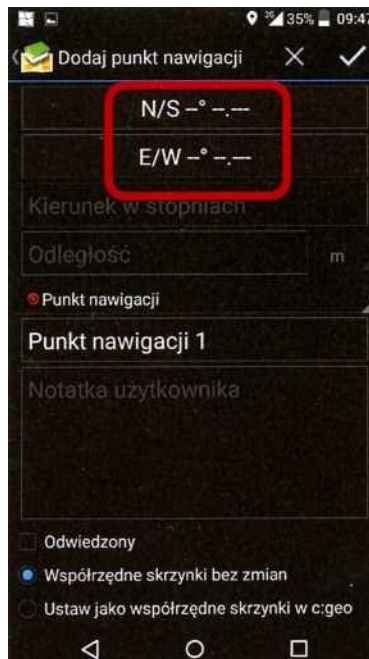 35% 09:47
Dodaj punkt nawigacji
N/S --° --.---
E/W --° --.---
Kierunek w stopniach
Odległość
m
Punkt nawigacji
Punkt nawigacji 1
Notatka użytkownika
Odwiedzony
Współrzędne skrzynki bez zmian
Ustaw jako współrzędne skrzynki w c:geo